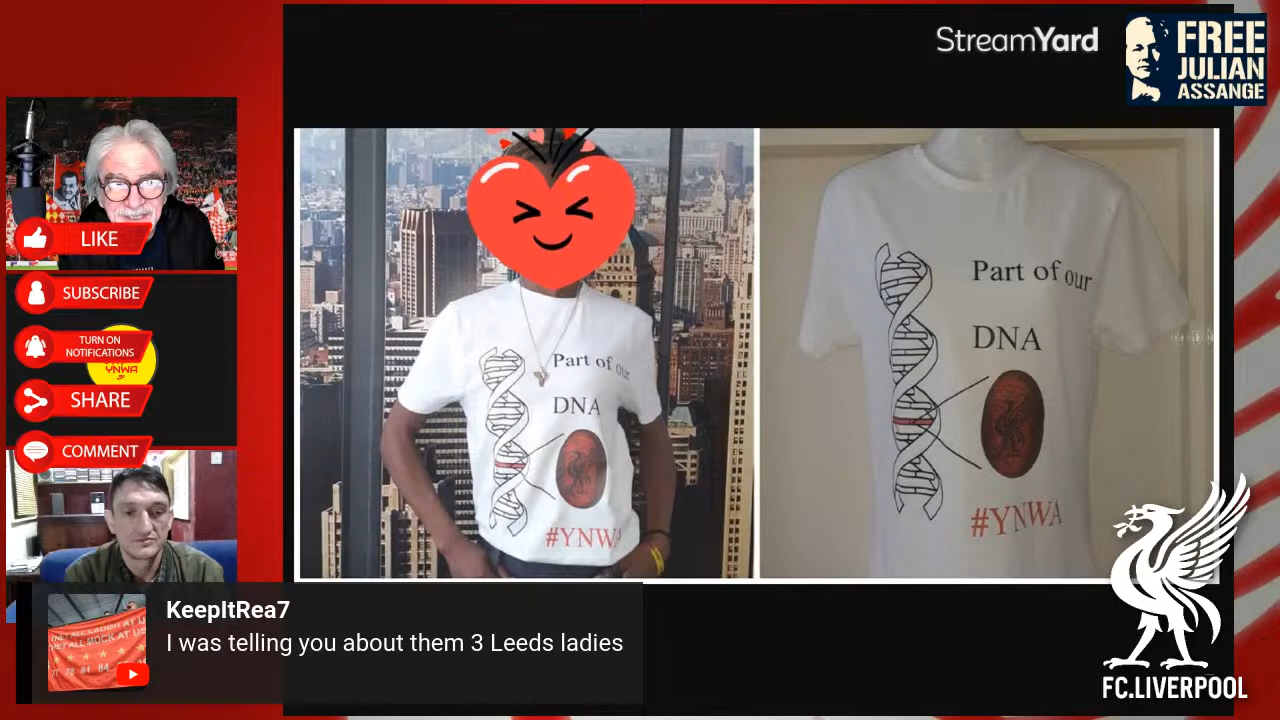 StreamYard
FREE
JULIAN
ASSANGE
LIKE
SUBSCRIBE
TURN ON
NOTIFICATIONS
YNWA
SHARE
COMMENT
Part of our
DNA
#YNWA
Part of our
DNA
#YNWA
KeepItRea7
I was telling you about them 3 Leeds ladies
FC.LIVERPOOL